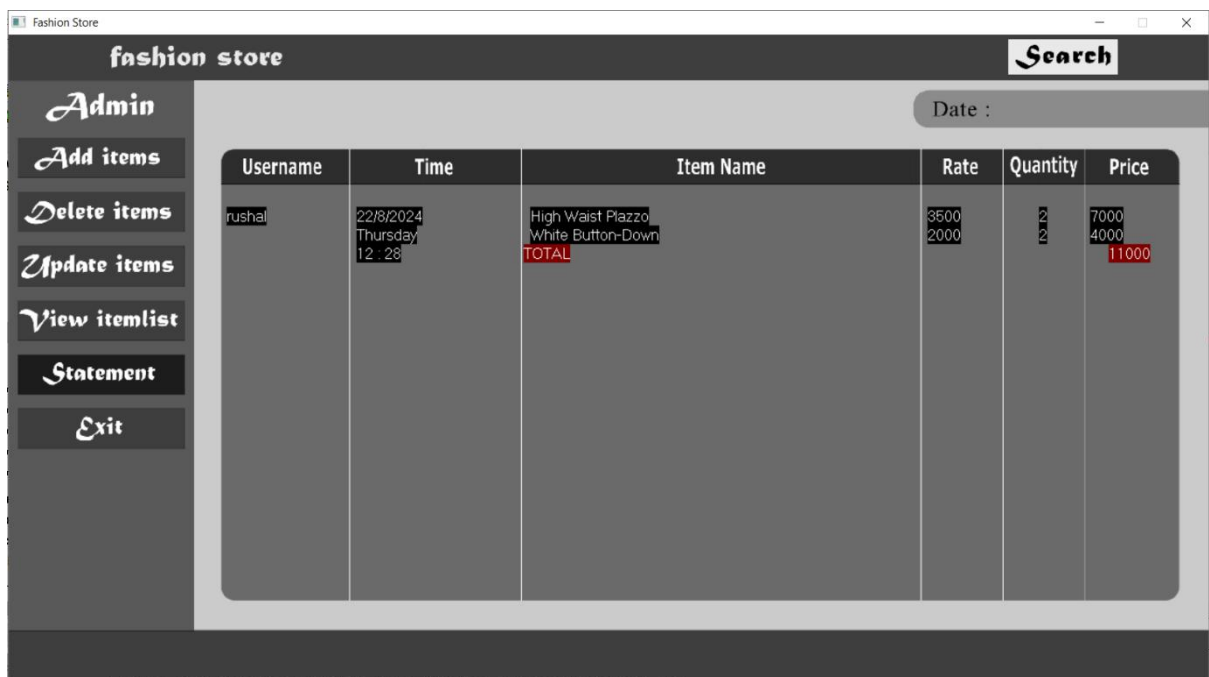 Fashion Store
fashion store
Search
Admin
Date :
Add items
Delete items
Update items
View itemlist
Statement
Exit
Username Time Item Name Rate Quantity Price
rushal 22/8/2024 High Waist Plazzo 3500 2 7000
Thursday White Button-Down 2000 2 4000
12 : 28 TOTAL 11000